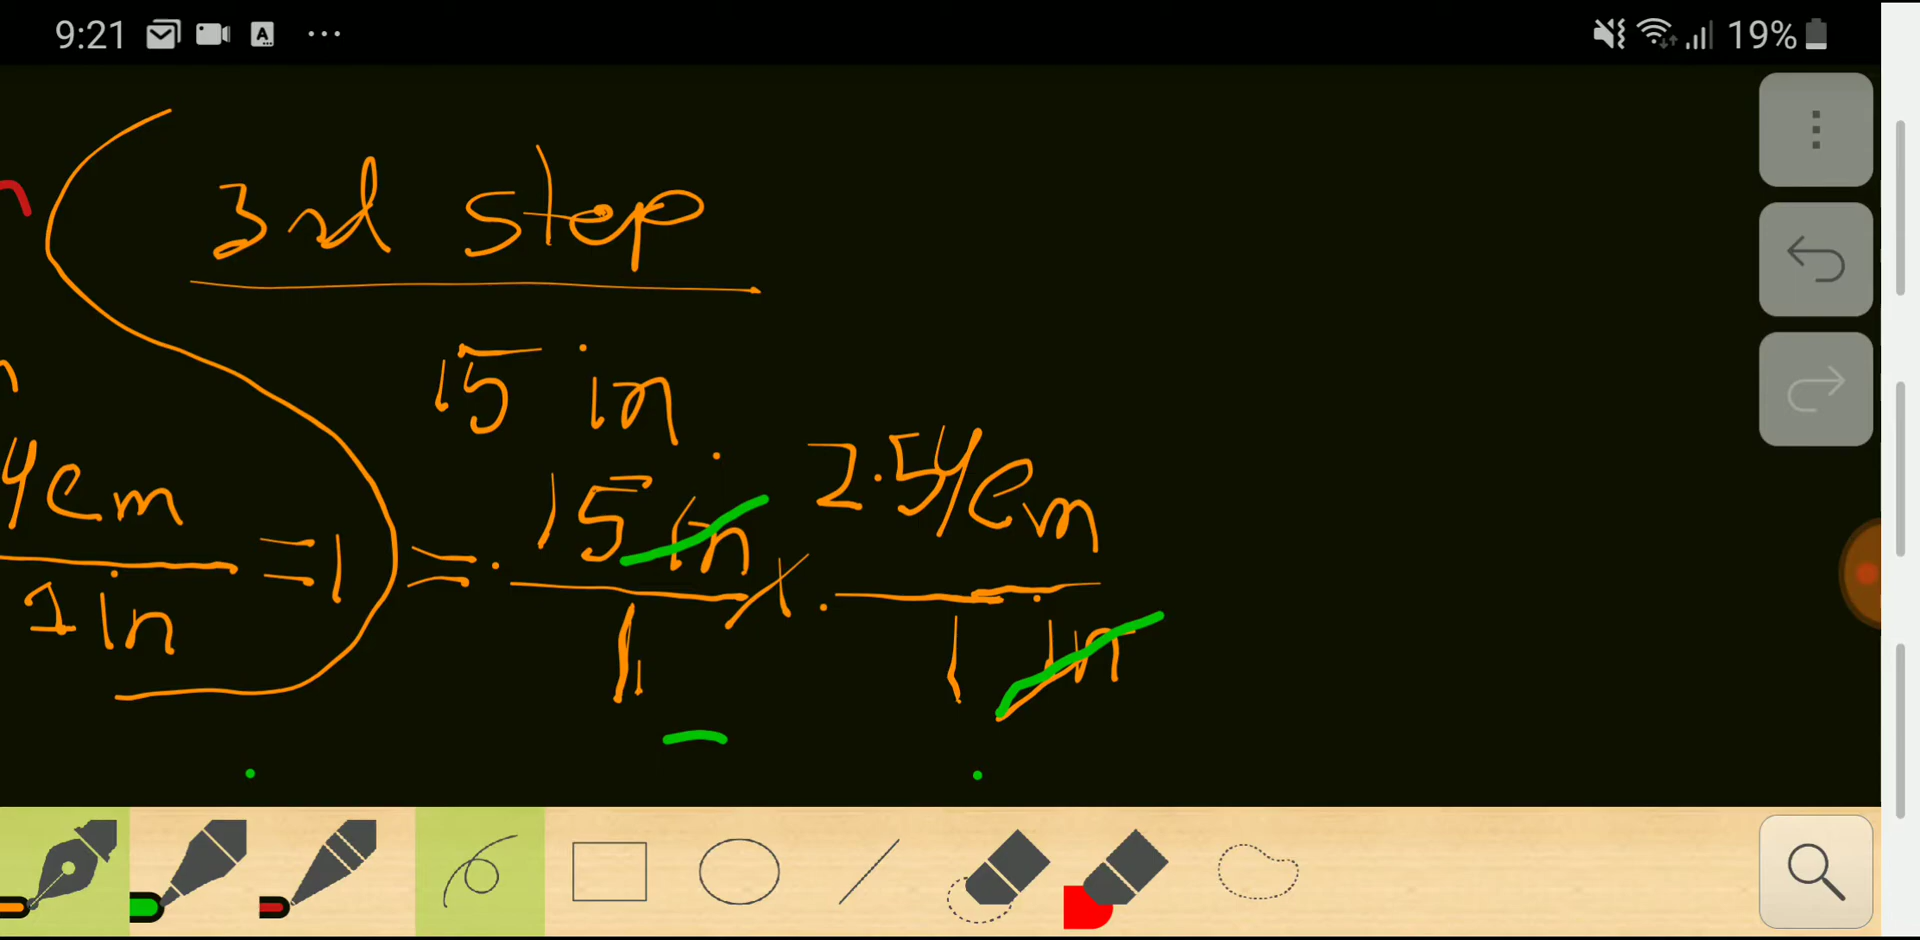 9:21 A ... 19%
3rd step
15 in
4cm / 1 in = 1
= 15 in / 1 x 2.54cm / 1 in